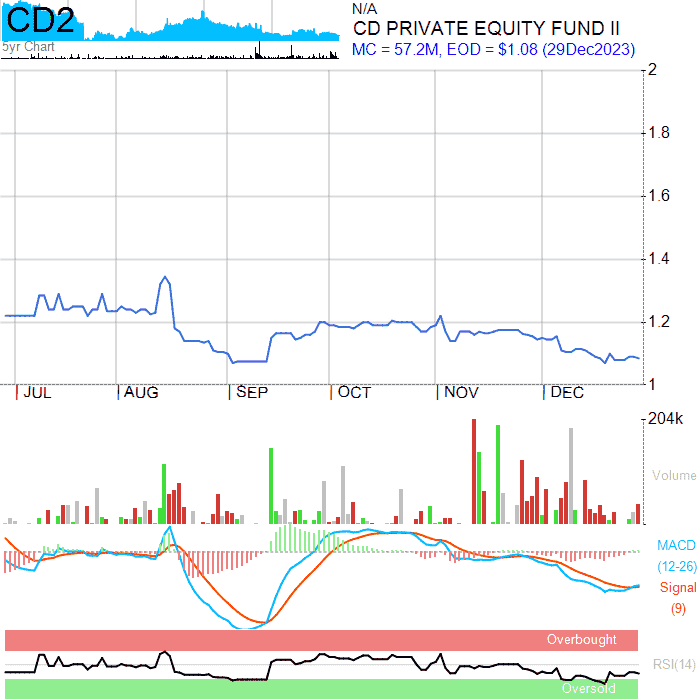 CD2
5yr Chart
N/A
CD PRIVATE EQUITY FUND II
MC = 57.2M, EOD = $1.08 (29Dec2023)
2
1.8
1.6
1.4
1.2
1
JUL AUG SEP OCT NOV DEC
204k
Volume
MACD
(12-26)
Signal
(9)
Overbought
RSI(14)
Oversold